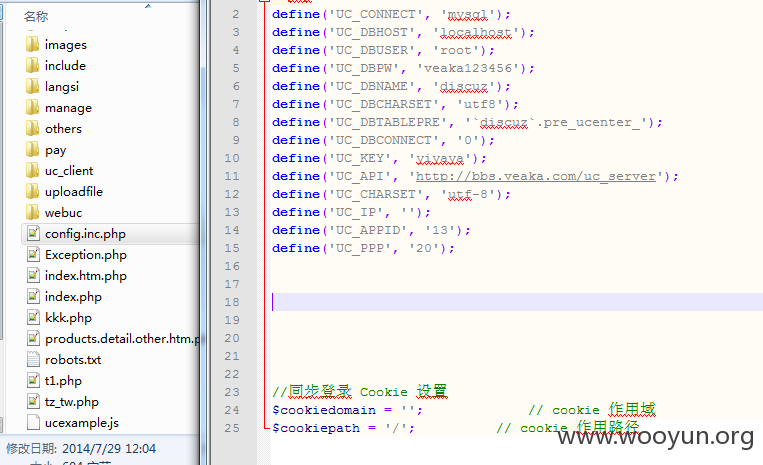 名称
images
include
langsi
manage
others
pay
uc_client
uploadfile
webuc
config.inc.php
Exception.php
index.htm.php
index.php
kkk.php
products.detail.other.htm.p
robots.txt
t1.php
tz_tw.php
ucexample.js
修改日期: 2014/7/29 12:04
2 define('UC_CONNECT', 'mysql');
3 define('UC_DBHOST', 'localhost');
4 define('UC_DBUSER', 'root');
5 define('UC_DBPW', 'veaka123456');
6 define('UC_DBNAME', 'discuz');
7 define('UC_DBCHARSET', 'utf8');
8 define('UC_DBTABLEPRE', '`discuz`.pre_ucenter_');
9 define('UC_DBCONNECT', '0');
10 define('UC_KEY', 'vivava');
11 define('UC_API', 'http://bbs.veaka.com/uc_server');
12 define('UC_CHARSET', 'utf-8');
13 define('UC_IP', '');
14 define('UC_APPID', '13');
15 define('UC_PPP', '20');
16
17
18
19
20
21
22
23 //同步登录 Cookie 设置
24 $cookiedomain = ''; // cookie 作用域
25 $cookiepath = '/'; // cookie 作用路径
www.wooyun.org